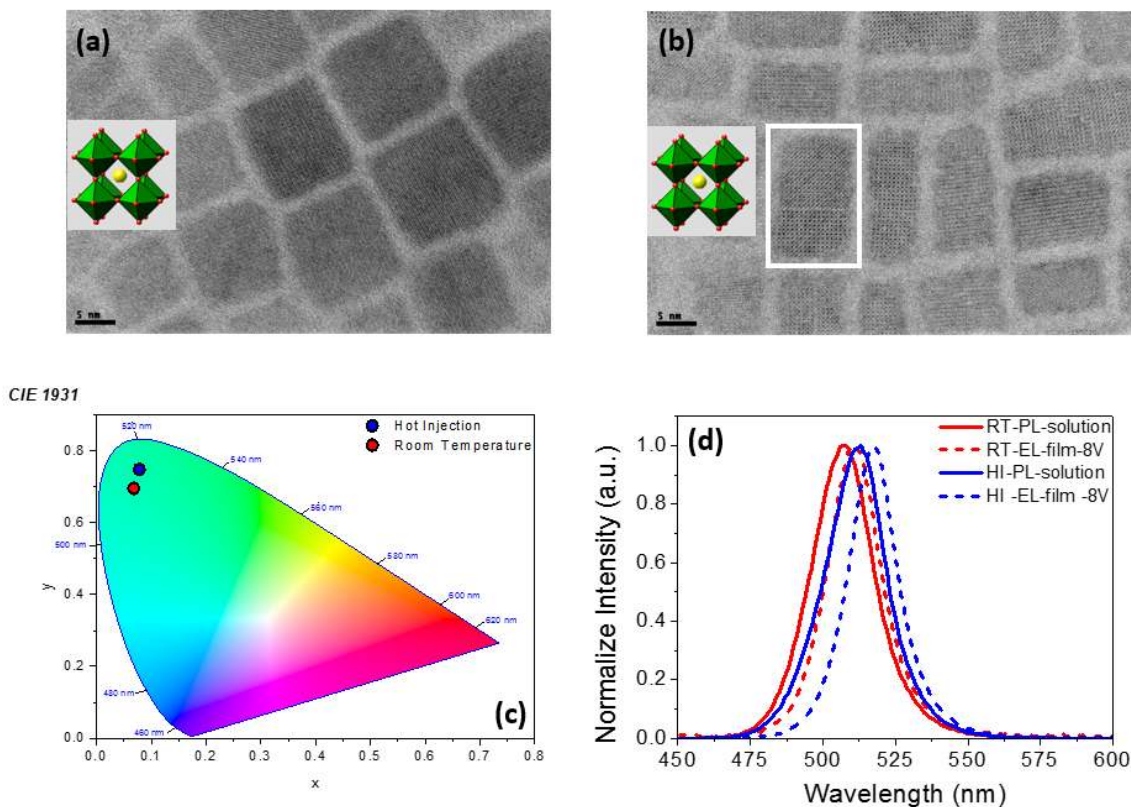 (a)
5 nm
(b)
5 nm
CIE 1931
Hot Injection
Room Temperature
520 nm
540 nm
560 nm
500 nm
580 nm
600 nm
620 nm
480 nm
460 nm
0.8
0.6
0.4
0.2
0.0
y
0.0 0.1 0.2 0.3 0.4 0.5 0.6 0.7 0.8
x
(c)
(d)
RT-PL-solution
RT-EL-film-8V
HI-PL-solution
HI -EL-film -8V
1.0
0.8
0.6
0.4
0.2
0.0
Normalize Intensity (a.u.)
450 475 500 525 550 575 600
Wavelength (nm)